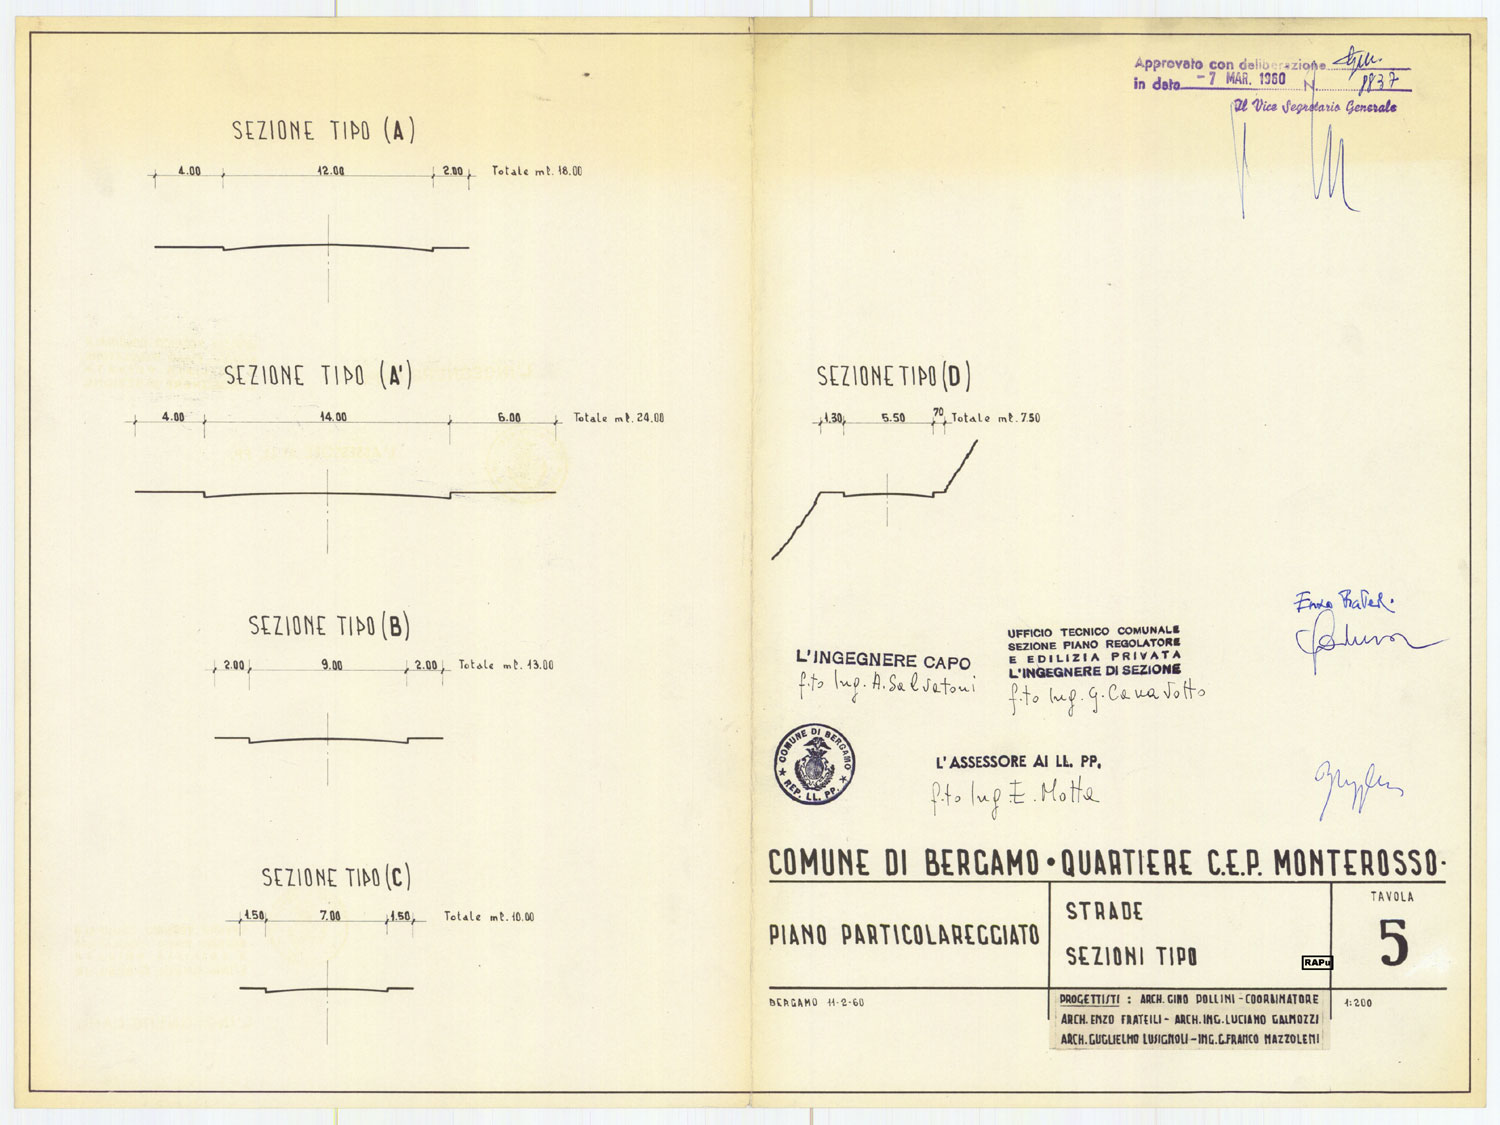 Approvato con deliberazione
in data -7 MAR. 1960 N. 8837
Il Vice Segretario Generale
SEZIONE TIPO (A)
4.00 12.00 2.00 Totale mt. 18.00
SEZIONE TIPO (A')
4.00 14.00 6.00 Totale mt. 24.00
SEZIONE TIPO (D)
1.30 5.50 70 Totale mt. 7.50
SEZIONE TIPO (B)
2.00 9.00 2.00 Totale mt. 13.00
SEZIONE TIPO (C)
1.50 7.00 1.50 Totale mt. 10.00
L'INGEGNERE CAPO
f.to Ing. A. Salvatoni
UFFICIO TECNICO COMUNALE
SEZIONE PIANO REGOLATORE
E EDILIZIA PRIVATA
L'INGEGNERE DI SEZIONE
f.to Ing. G. Canavotto
COMUNE DI BERGAMO
REP. LL. PP.
L'ASSESSORE AI LL. PP.
f.to Ing E. Motta
COMUNE DI BERGAMO • QUARTIERE C.E.P. MONTEROSSO •
PIANO PARTICOLAREGGIATO
STRADE
SEZIONI TIPO
RAPu
TAVOLA
5
BERGAMO 11-2-60
PROGETTISTI : ARCH. GINO POLLINI - COORDINATORE
ARCH. ENZO FRATEILI - ARCH. ING. LUCIANO GALMOZZI
ARCH. GUGLIELMO LUSIGNOLI - ING. G.FRANCO MAZZOLENI
1:200